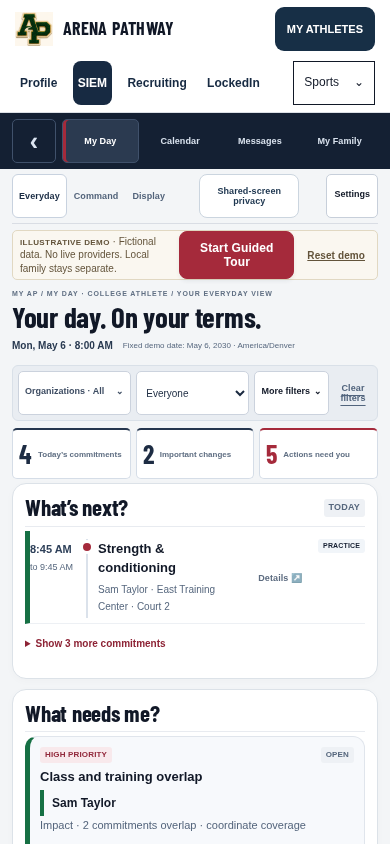 AP ARENA PATHWAY
MY ATHLETES
Profile SIEM Recruiting LockedIn Sports
‹ My Day Calendar Messages My Family
Everyday Command Display Shared-screen privacy Settings
ILLUSTRATIVE DEMO · Fictional
data. No live providers. Local
family stays separate.
Start Guided
Tour
Reset demo
MY AP / MY DAY · COLLEGE ATHLETE / YOUR EVERYDAY VIEW
Your day. On your terms.
Mon, May 6 · 8:00 AM Fixed demo date: May 6, 2030 · America/Denver
Organizations · All Everyone More filters Clear filters
4 Today's commitments 2 Important changes 5 Actions need you
What's next? TODAY
8:45 AM
to 9:45 AM
Strength &
conditioning
PRACTICE
Sam Taylor · East Training
Center · Court 2
Details ↗
▸ Show 3 more commitments
What needs me?
HIGH PRIORITY OPEN
Class and training overlap
Sam Taylor
Impact · 2 commitments overlap · coordinate coverage